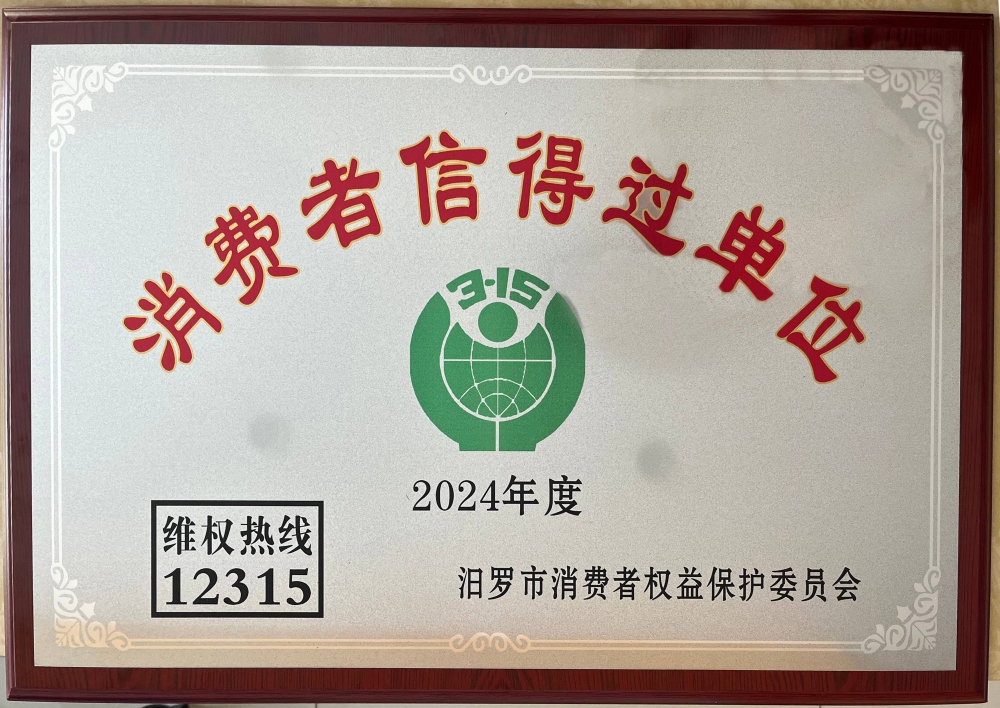 消费者信得过单位
3·15
2024年度
维权热线
12315
汨罗市消费者权益保护委员会